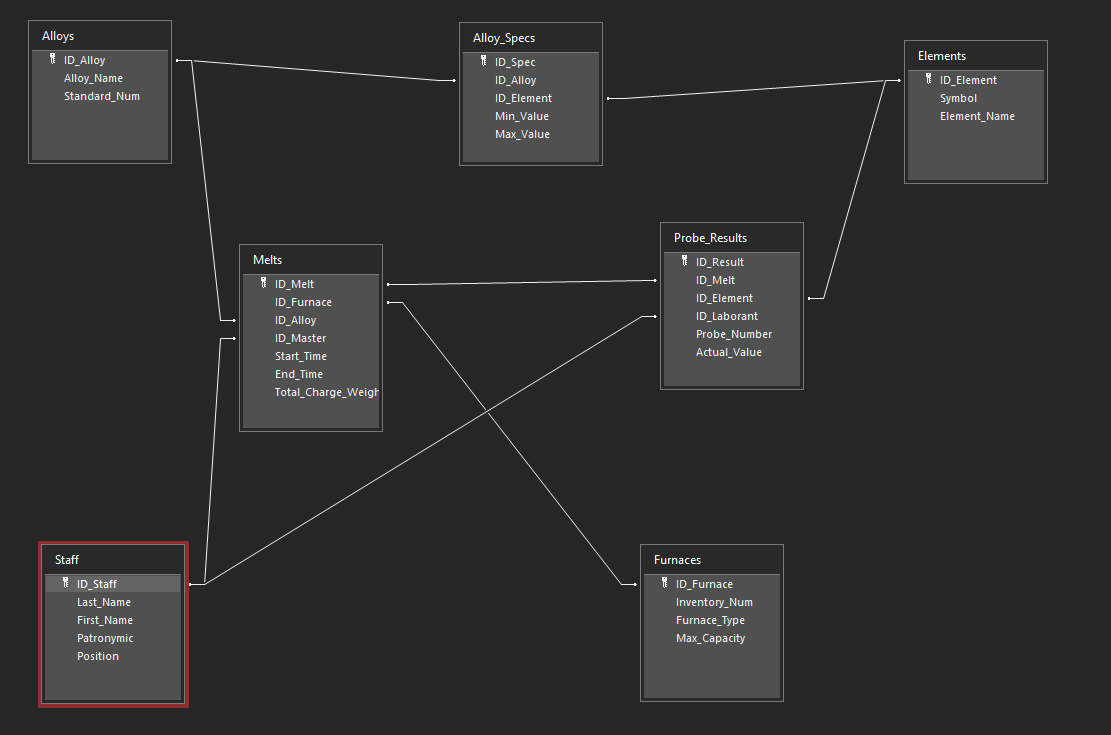 Alloys
ID_Alloy
Alloy_Name
Standard_Num
Alloy_Specs
ID_Spec
ID_Alloy
ID_Element
Min_Value
Max_Value
Elements
ID_Element
Symbol
Element_Name
Melts
ID_Melt
ID_Furnace
ID_Alloy
ID_Master
Start_Time
End_Time
Total_Charge_Weigh
Probe_Results
ID_Result
ID_Melt
ID_Element
ID_Laborant
Probe_Number
Actual_Value
Staff
ID_Staff
Last_Name
First_Name
Patronymic
Position
Furnaces
ID_Furnace
Inventory_Num
Furnace_Type
Max_Capacity